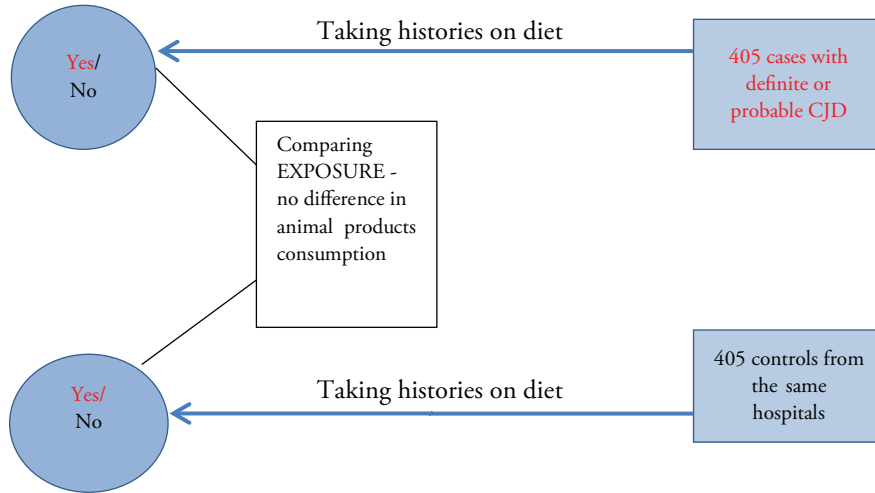 Taking histories on diet
Yes/
No
405 cases with
definite or
probable CJD
Comparing
EXPOSURE -
no difference in
animal products
consumption
Yes/
No
Taking histories on diet
405 controls from
the same
hospitals